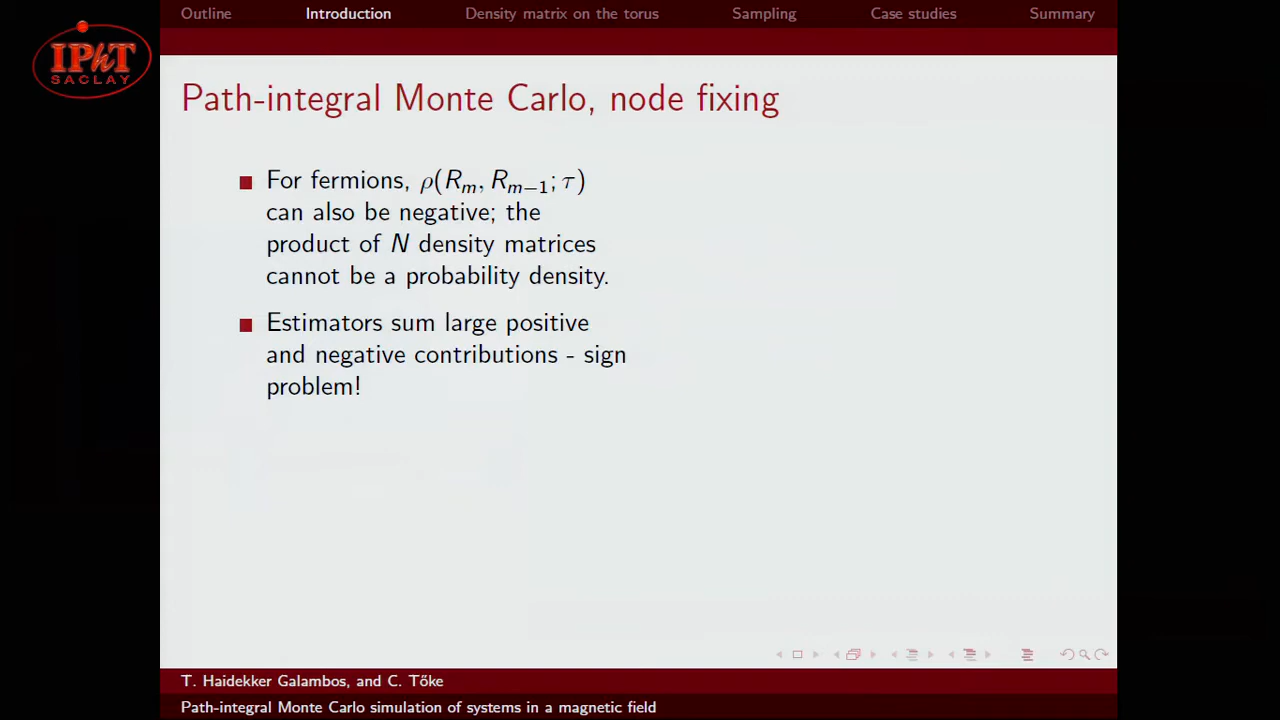 Outline Introduction Density matrix on the torus Sampling Case studies Summary
IPhT
SACLAY
Path-integral Monte Carlo, node fixing
For fermions, ρ(Rₘ, Rₘ₋₁; τ)
can also be negative; the
product of N density matrices
cannot be a probability density.
Estimators sum large positive
and negative contributions - sign
problem!
T. Haidekker Galambos, and C. Tőke
Path-integral Monte Carlo simulation of systems in a magnetic field